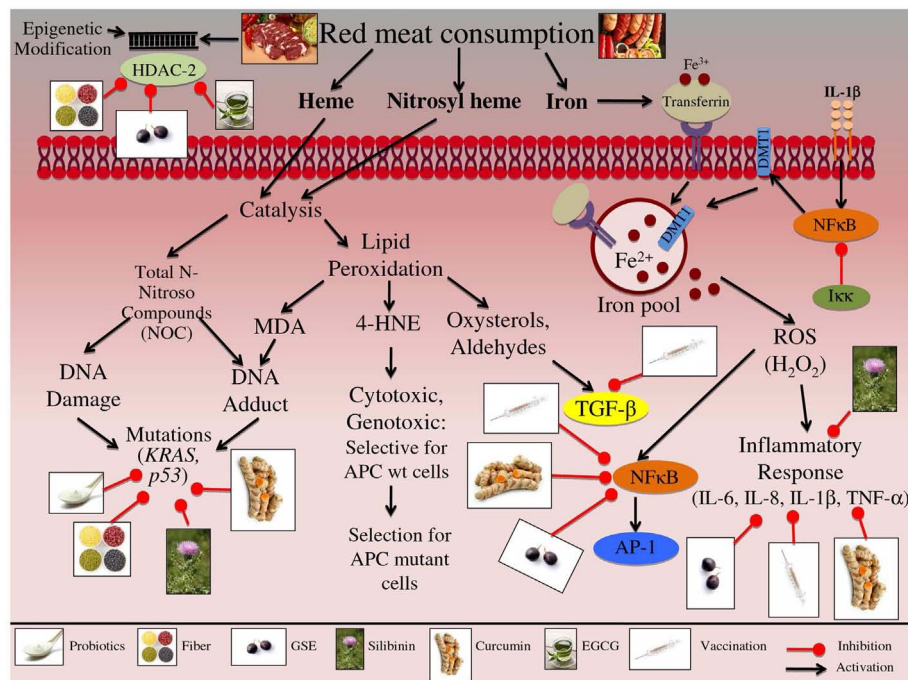 Epigenetic
Modification
Red meat consumption
HDAC-2
Heme
Nitrosyl heme
Iron
Fe3+
Transferrin
IL-1β
DMT1
NFκB
Iκκ
Catalysis
DMT1
Fe2+
Iron pool
Total N-
Nitroso
Compounds
(NOC)
Lipid
Peroxidation
MDA
4-HNE
Oxysterols,
Aldehydes
ROS
(H2O2)
DNA
Damage
DNA
Adduct
Cytotoxic,
Genotoxic:
Selective for
APC wt cells
TGF-β
Mutations
(KRAS,
p53)
NFκB
Inflammatory
Response
(IL-6, IL-8, IL-1β, TNF-α)
Selection for
APC mutant
cells
AP-1
Probiotics
Fiber
GSE
Silibinin
Curcumin
EGCG
Vaccination
Inhibition
Activation